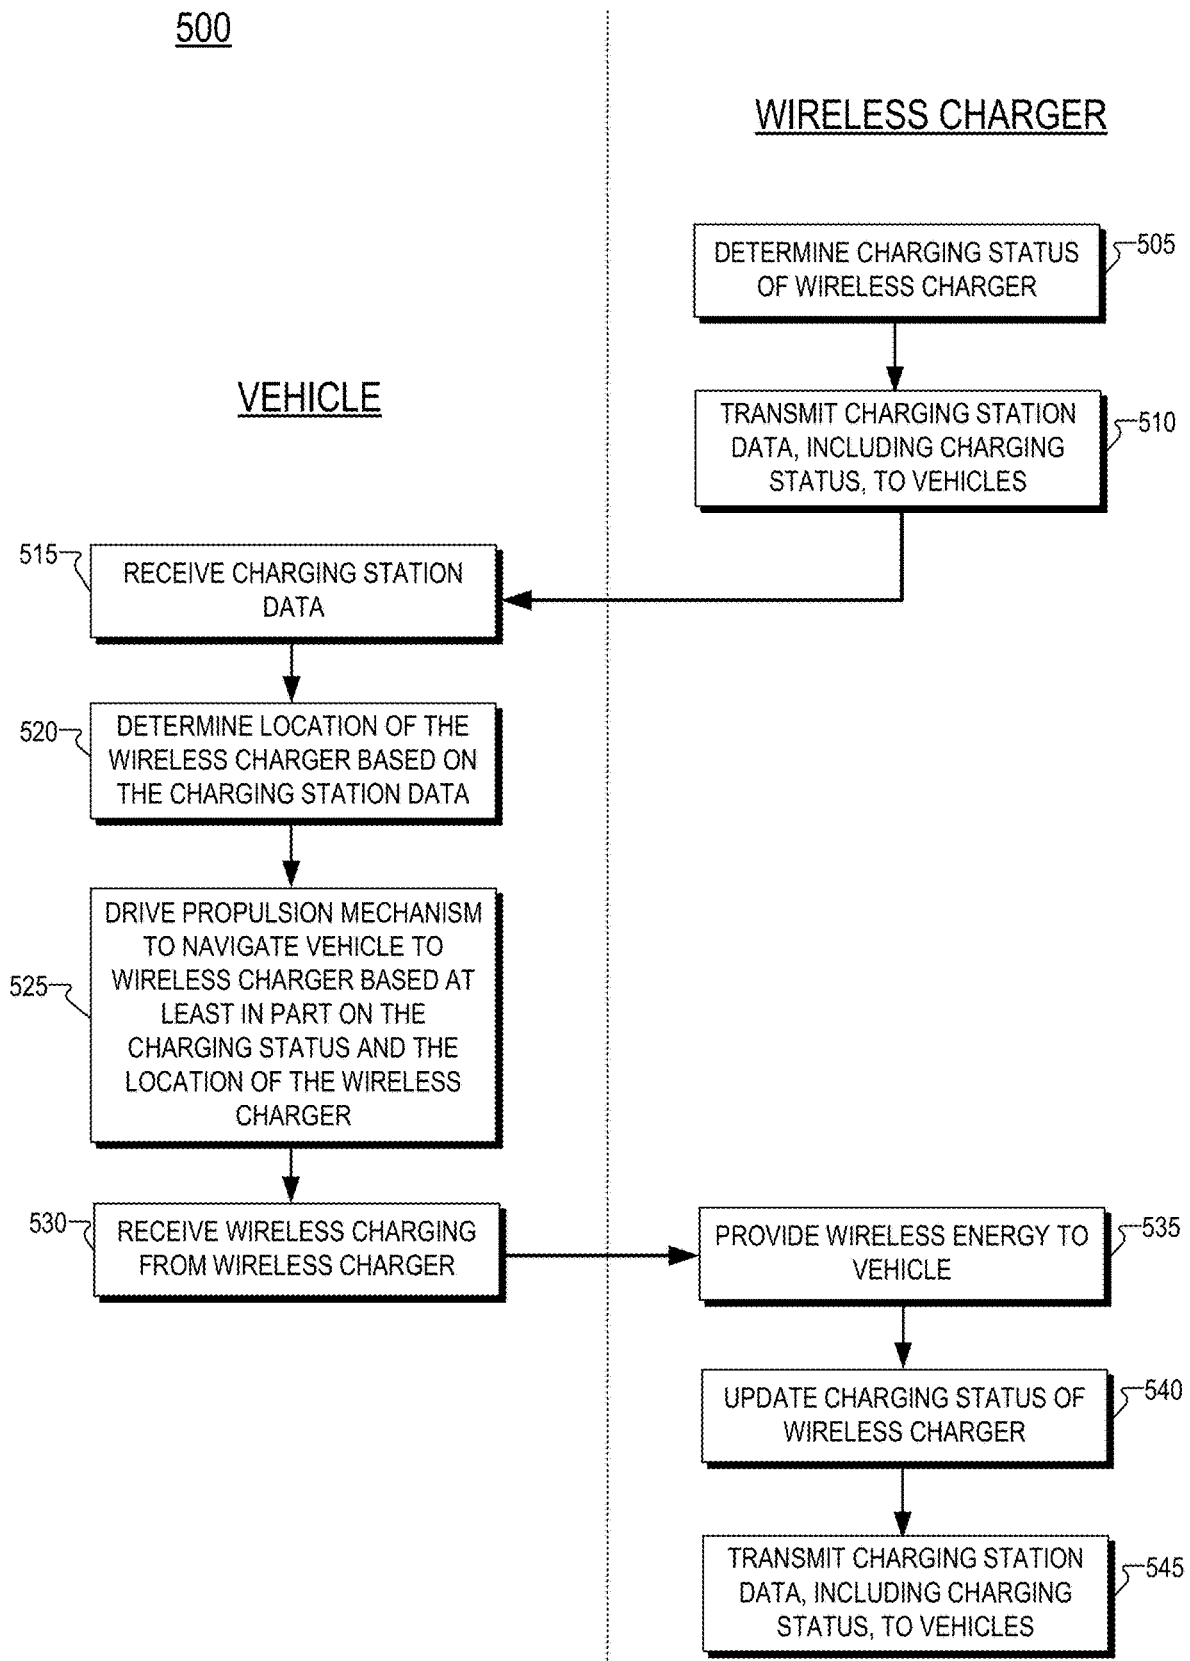 500
WIRELESS CHARGER
DETERMINE CHARGING STATUS
OF WIRELESS CHARGER
505
TRANSMIT CHARGING STATION
DATA, INCLUDING CHARGING
STATUS, TO VEHICLES
510
VEHICLE
515
RECEIVE CHARGING STATION
DATA
520
DETERMINE LOCATION OF THE
WIRELESS CHARGER BASED ON
THE CHARGING STATION DATA
525
DRIVE PROPULSION MECHANISM
TO NAVIGATE VEHICLE TO
WIRELESS CHARGER BASED AT
LEAST IN PART ON THE
CHARGING STATUS AND THE
LOCATION OF THE WIRELESS
CHARGER
530
RECEIVE WIRELESS CHARGING
FROM WIRELESS CHARGER
PROVIDE WIRELESS ENERGY TO
VEHICLE
535
UPDATE CHARGING STATUS OF
WIRELESS CHARGER
540
TRANSMIT CHARGING STATION
DATA, INCLUDING CHARGING
STATUS, TO VEHICLES
545